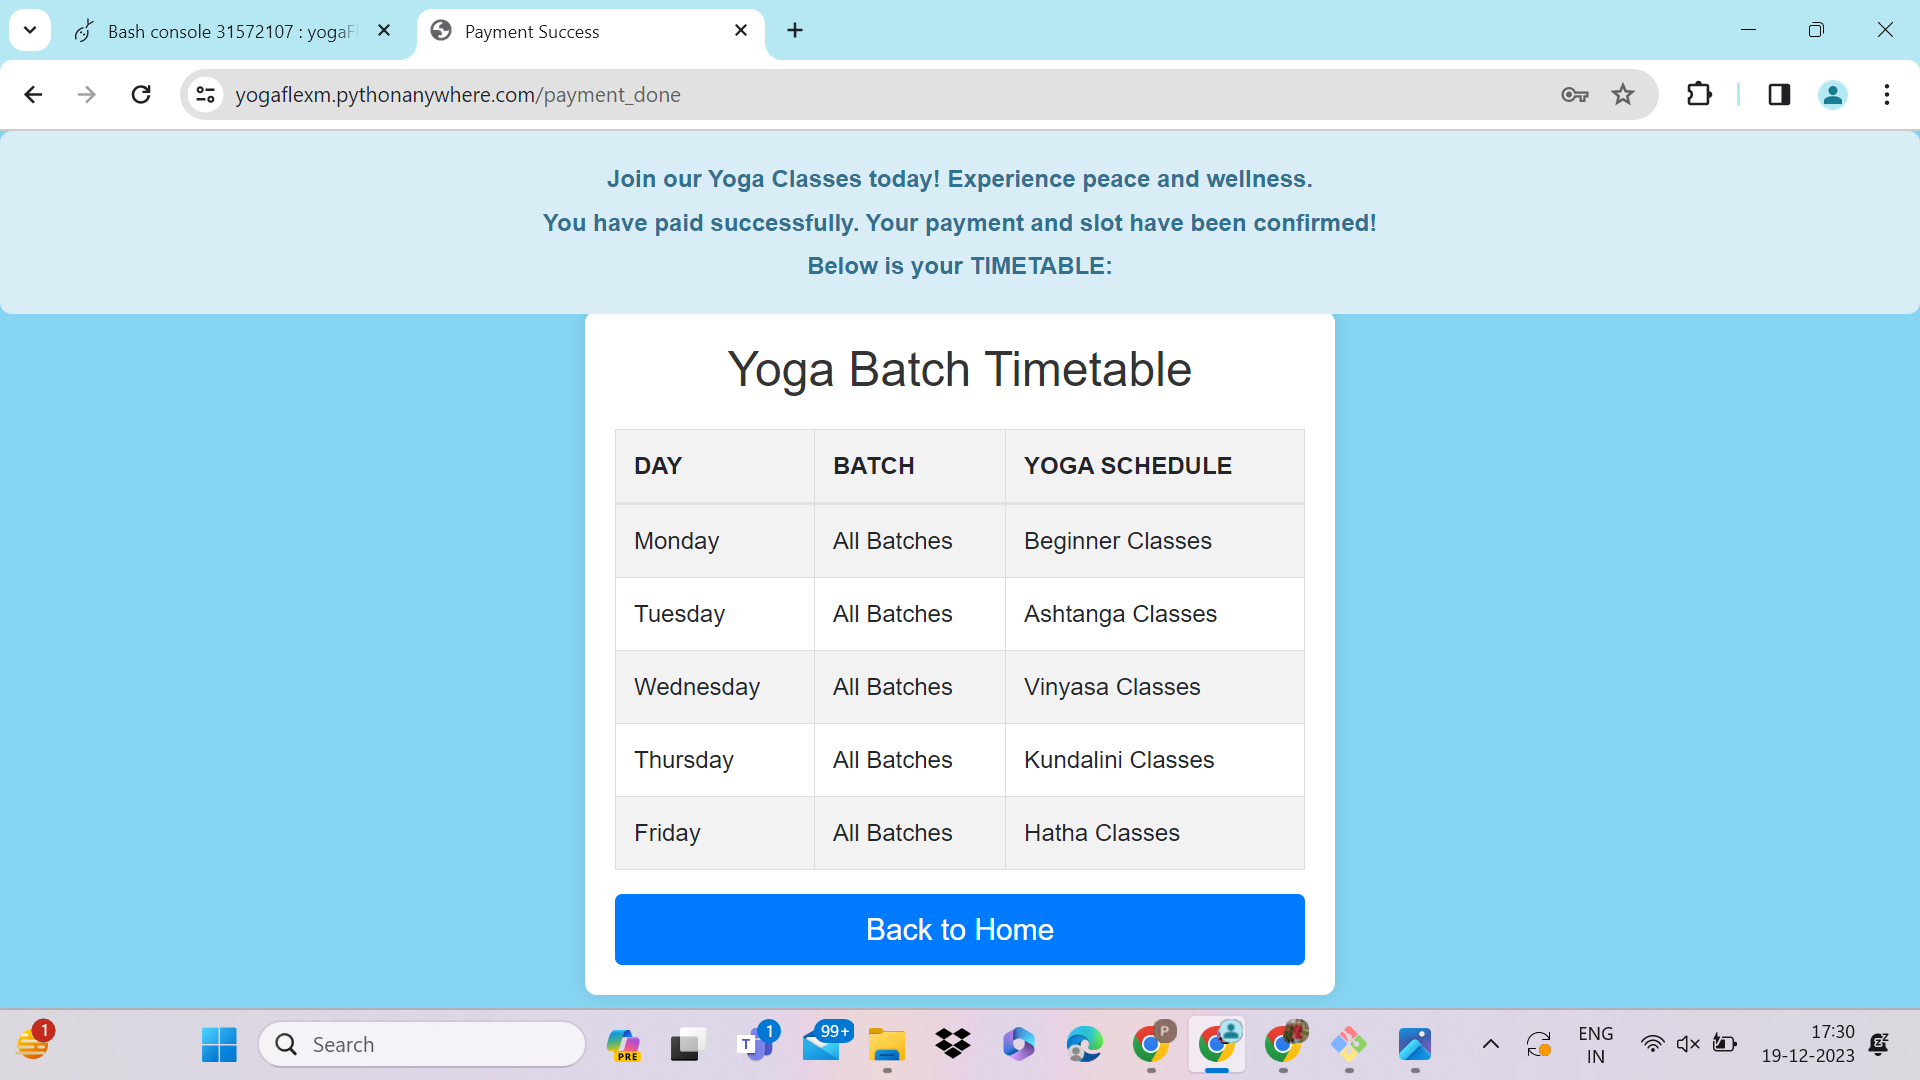 Bash console 31572107 : yogaFl
Payment Success
yogaflexm.pythonanywhere.com/payment_done
Join our Yoga Classes today! Experience peace and wellness.
You have paid successfully. Your payment and slot have been confirmed!
Below is your TIMETABLE:
Yoga Batch Timetable
DAY BATCH YOGA SCHEDULE
Monday All Batches Beginner Classes
Tuesday All Batches Ashtanga Classes
Wednesday All Batches Vinyasa Classes
Thursday All Batches Kundalini Classes
Friday All Batches Hatha Classes
Back to Home
1
Search
PRE
T
1
99+
P
ENG
IN
17:30
19-12-2023